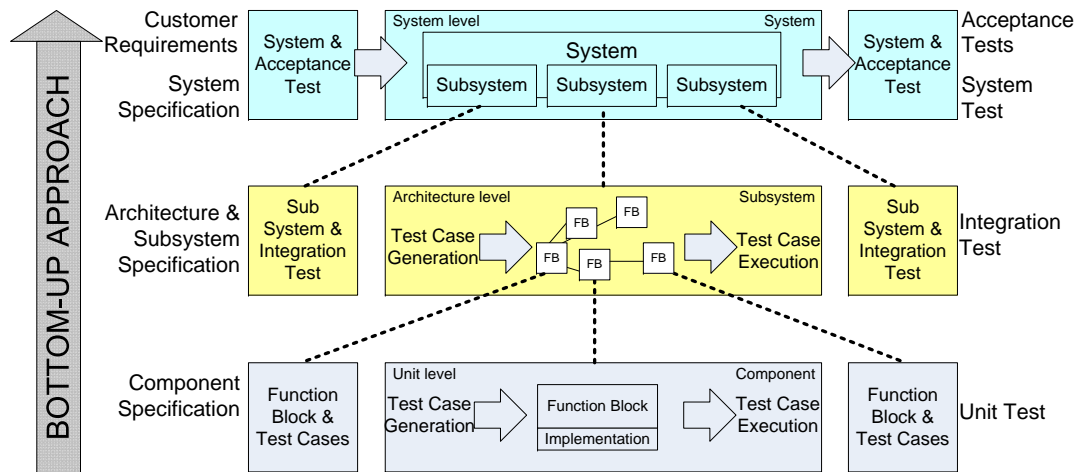 BOTTOM-UP APPROACH
Customer
Requirements
System
Specification
System &
Acceptance
Test
System level
System
System
Subsystem
Subsystem
Subsystem
System &
Acceptance
Test
Acceptance
Tests
System
Test
Architecture &
Subsystem
Specification
Sub
System &
Integration
Test
Architecture level
Subsystem
Test Case
Generation
FB
FB
FB
FB
FB
Test Case
Execution
Sub
System &
Integration
Test
Integration
Test
Component
Specification
Function
Block &
Test Cases
Unit level
Component
Test Case
Generation
Function Block
Implementation
Test Case
Execution
Function
Block &
Test Cases
Unit Test